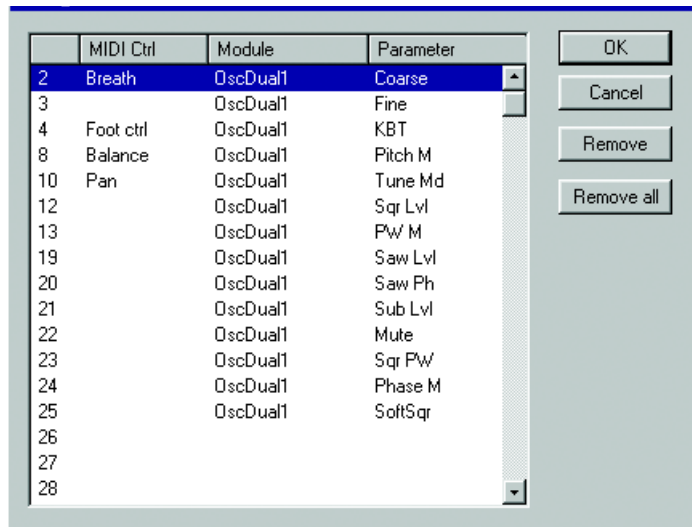 MIDI Ctrl Module Parameter
2 Breath OscDual1 Coarse
3 OscDual1 Fine
4 Foot ctrl OscDual1 KBT
8 Balance OscDual1 Pitch M
10 Pan OscDual1 Tune Md
12 OscDual1 Sqr Lvl
13 OscDual1 PW M
19 OscDual1 Saw Lvl
20 OscDual1 Saw Ph
21 OscDual1 Sub Lvl
22 OscDual1 Mute
23 OscDual1 Sqr PW
24 OscDual1 Phase M
25 OscDual1 SoftSqr
26
27
28
OK
Cancel
Remove
Remove all